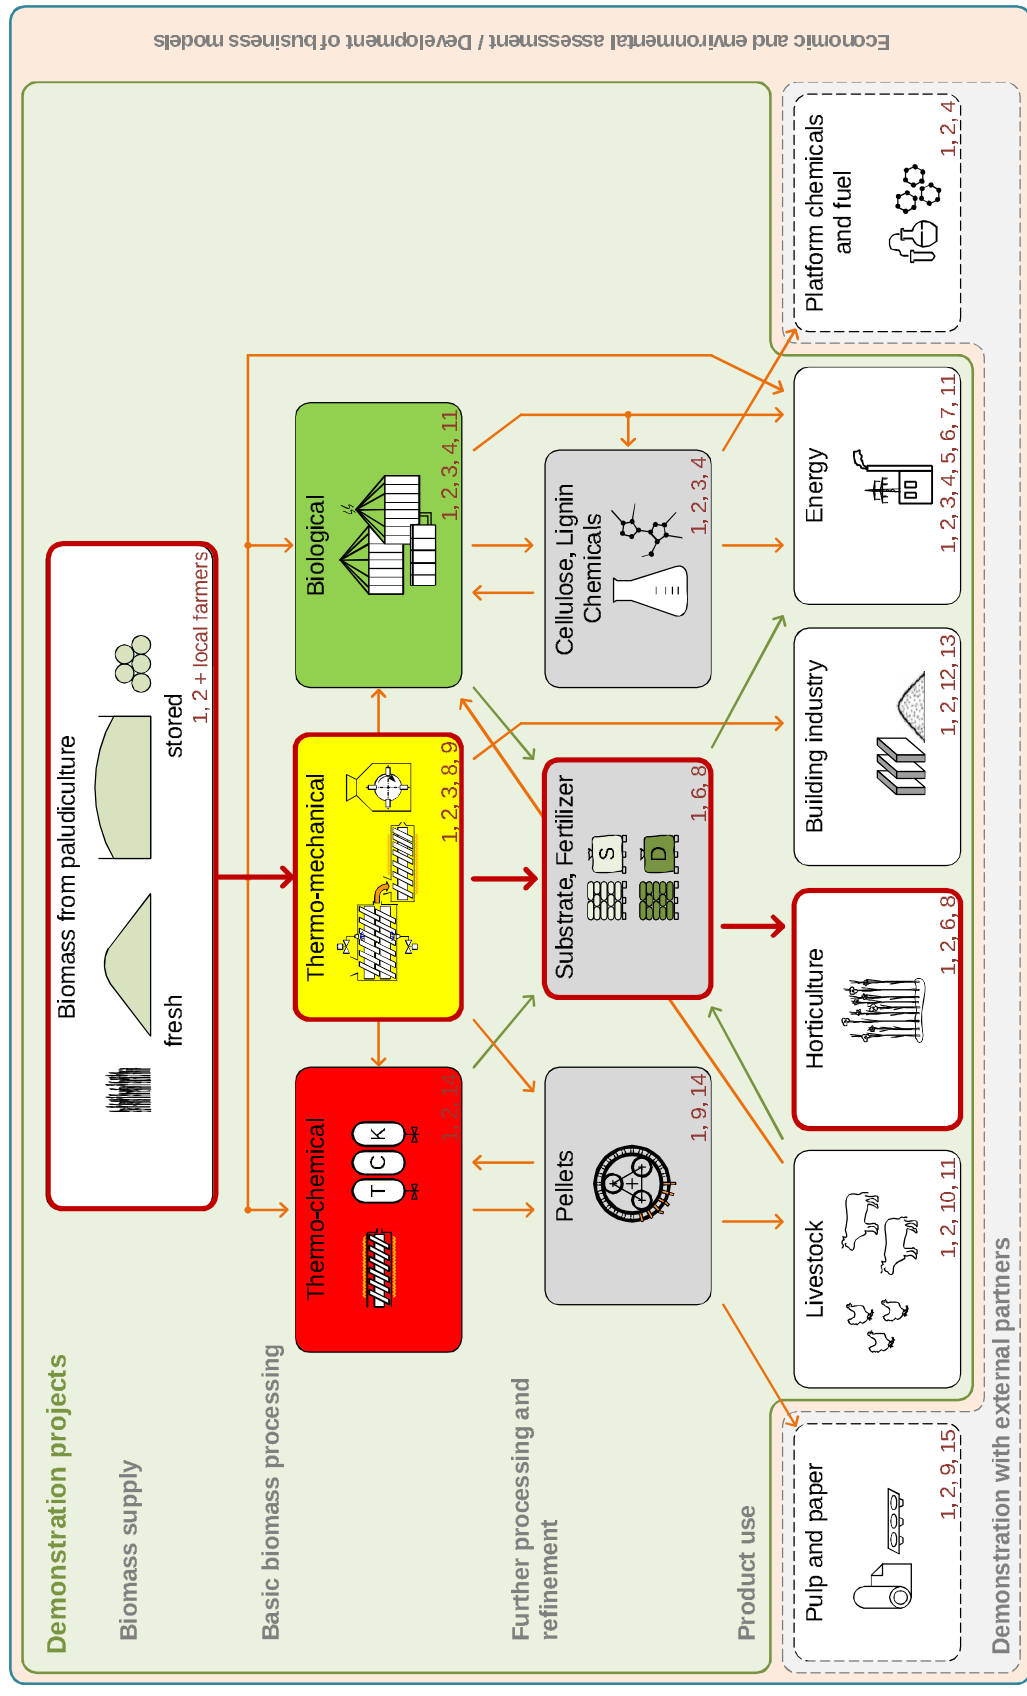 Demonstration projects
Biomass supply
Biomass from paludiculture
fresh
stored
1, 2 + local farmers
Basic biomass processing
Thermo-chemical
T C K
1, 2, 14
Thermo-mechanical
1, 2, 3, 8, 9
Biological
1, 2, 3, 4, 11
Further processing and
refinement
Pellets
1, 9, 14
Substrate, Fertilizer
S
D
1, 6, 8
Cellulose, Lignin
Chemicals
1, 2, 3, 4
Product use
Pulp and paper
1, 2, 9, 15
Livestock
1, 2, 10, 11
Horticulture
1, 2, 6, 8
Building industry
1, 2, 12, 13
Energy
1, 2, 3, 4, 5, 6, 7, 11
Platform chemicals
and fuel
1, 2, 4
Demonstration with external partners
Economic and environmental assessment / Development of business models